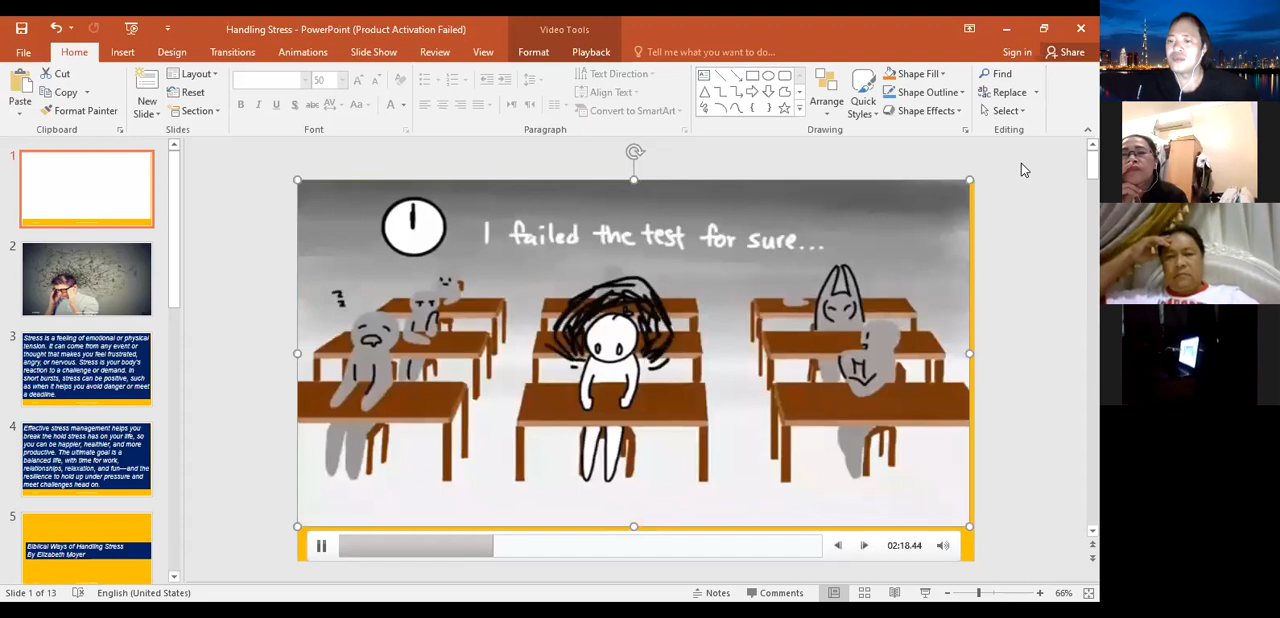 Handling Stress - PowerPoint (Product Activation Failed)
Video Tools
File
Home
Insert
Design
Transitions
Animations
Slide Show
Review
View
Format
Playback
Tell me what you want to do...
Sign in
Share
Paste
Cut
Copy
Format Painter
Clipboard
New
Slide
Layout
Reset
Section
Slides
50
B I U S abc AV Aa A
Font
Text Direction
Align Text
Convert to SmartArt
Paragraph
Arrange
Quick
Styles
Shape Fill
Shape Outline
Shape Effects
Drawing
Find
Replace
Select
Editing
1
2
3
Stress is a feeling of emotional or physical
tension. It can come from any event or
thought that makes you feel frustrated,
angry, or nervous. Stress is your body's
reaction to a challenge or demand. In
short bursts, stress can be positive, such
as when it helps you avoid danger or meet
a deadline.
4
Effective stress management helps you
break the hold stress has on your life, so
you can be happier, healthier, and more
productive. The ultimate goal is a
balanced life, with time for work,
relationships, relaxation, and fun—and the
resilience to hold up under pressure and
meet challenges head on.
5
Biblical Ways of Handling Stress
By Elizabeth Moyer
I failed the test for sure...
02:18.44
Slide 1 of 13
English (United States)
Notes
Comments
66%